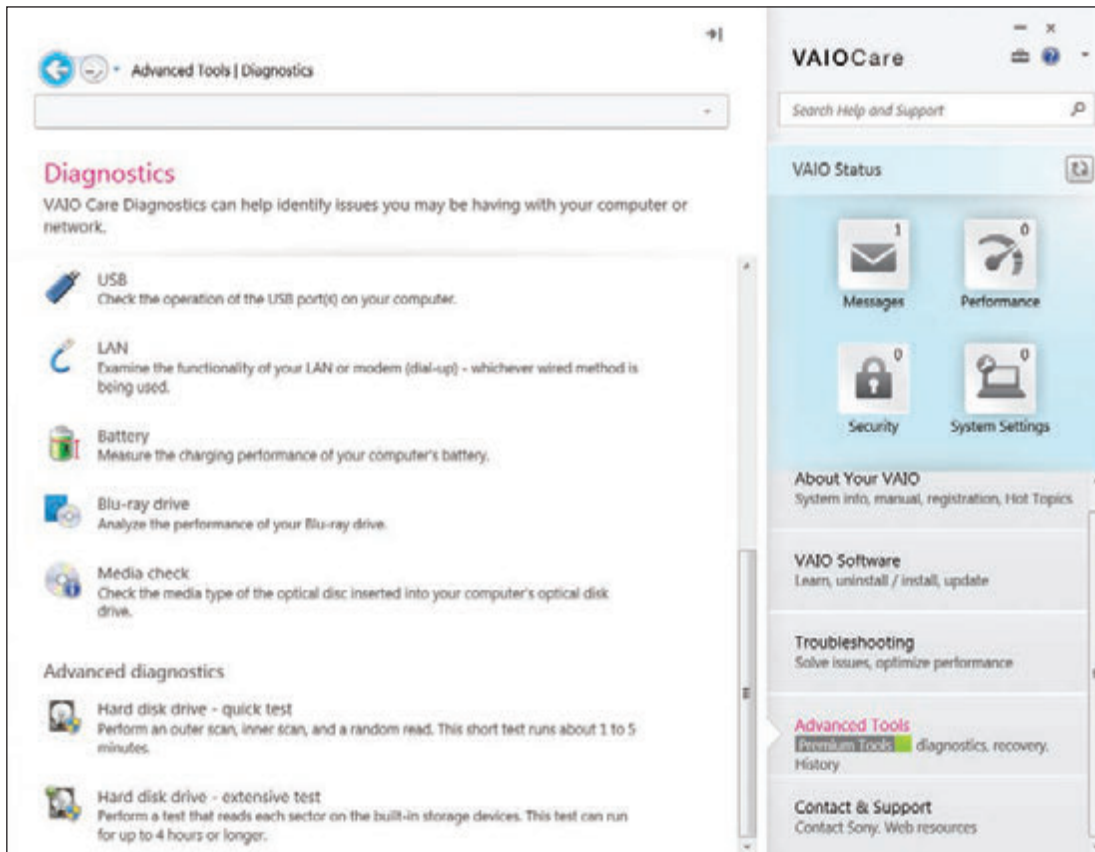 Advanced Tools | Diagnostics
Diagnostics
VAIO Care Diagnostics can help identify issues you may be having with your computer or
network.
USB
Check the operation of the USB port(s) on your computer.
LAN
Examine the functionality of your LAN or modem (dial-up) - whichever wired method is
being used.
Battery
Measure the charging performance of your computer's battery.
Blu-ray drive
Analyze the performance of your Blu-ray drive.
Media check
Check the media type of the optical disc inserted into your computer's optical disk
drive.
Advanced diagnostics
Hard disk drive - quick test
Perform an outer scan, inner scan, and a random read. This short test runs about 1 to 5
minutes.
Hard disk drive - extensive test
Perform a test that reads each sector on the built-in storage devices. This test can run
for up to 4 hours or longer.
VAIOCare
Search Help and Support
VAIO Status
1
Messages
0
Performance
0
Security
0
System Settings
About Your VAIO
System info, manual, registration, Hot Topics
VAIO Software
Learn, uninstall / install, update
Troubleshooting
Solve issues, optimize performance
Advanced Tools
Premium Tools diagnostics, recovery,
History
Contact & Support
Contact Sony, Web resources